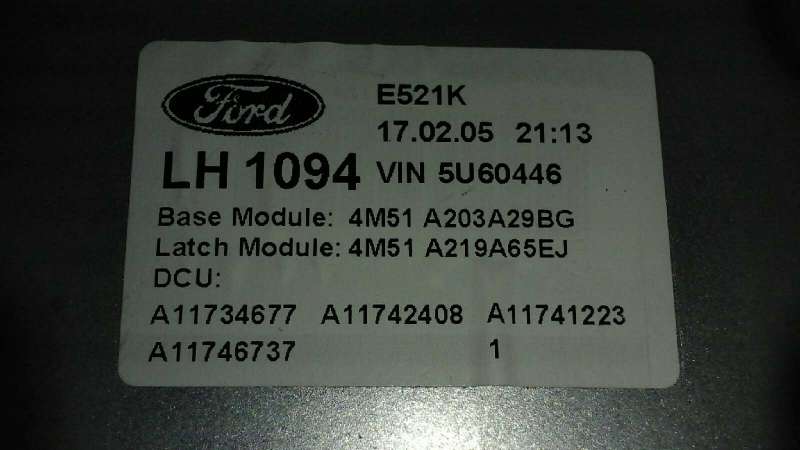 Ford
E521K
17.02.05 21:13
LH 1094 VIN 5U60446
Base Module: 4M51 A203A29BG
Latch Module: 4M51 A219A65EJ
DCU:
A11734677 A11742408 A11741223
A11746737 1